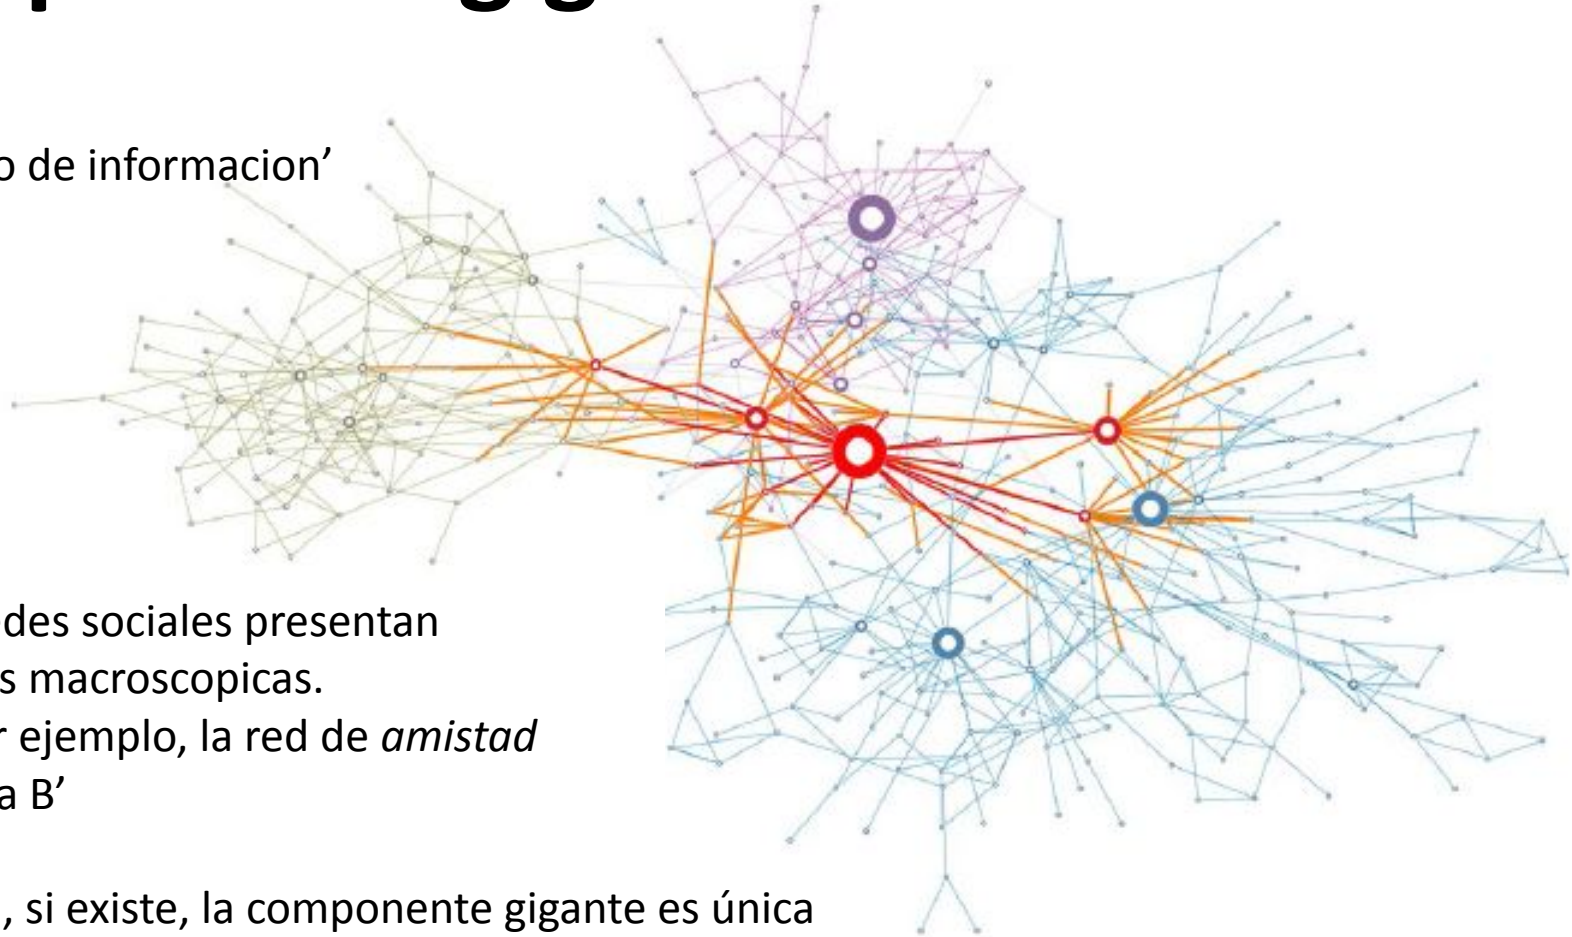 o de informacion’
des sociales presentan
s macroscopicas.
r ejemplo, la red de amistad
a B’
, si existe, la componente gigante es única